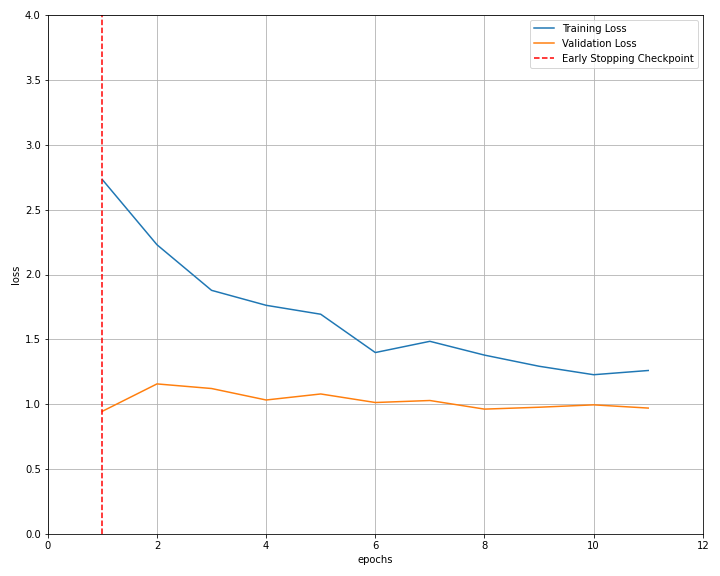 4.0
3.5
3.0
2.5
2.0
1.5
1.0
0.5
0.0
loss
Training Loss
Validation Loss
Early Stopping Checkpoint
0 2 4 6 8 10 12
epochs